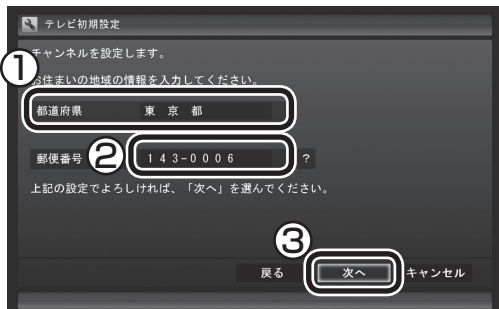 テレビ初期設定
チャンネルを設定します。
①
お住まいの地域の情報を入力してください。
都道府県 東京都
郵便番号 ② 143-0006 ?
上記の設定でよろしければ、「次へ」を選んでください。
③
戻る 次へ キャンセル